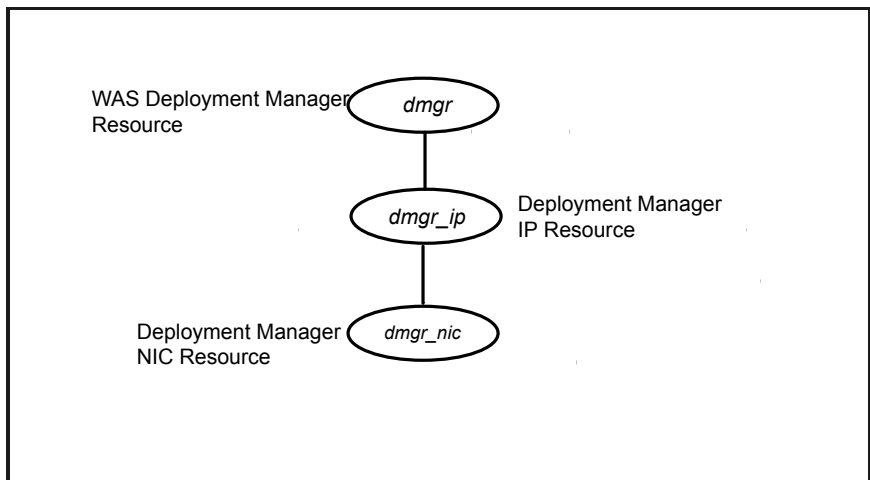 WAS Deployment Manager
Resource
dmgr
dmgr_ip
Deployment Manager
IP Resource
Deployment Manager
NIC Resource
dmgr_nic